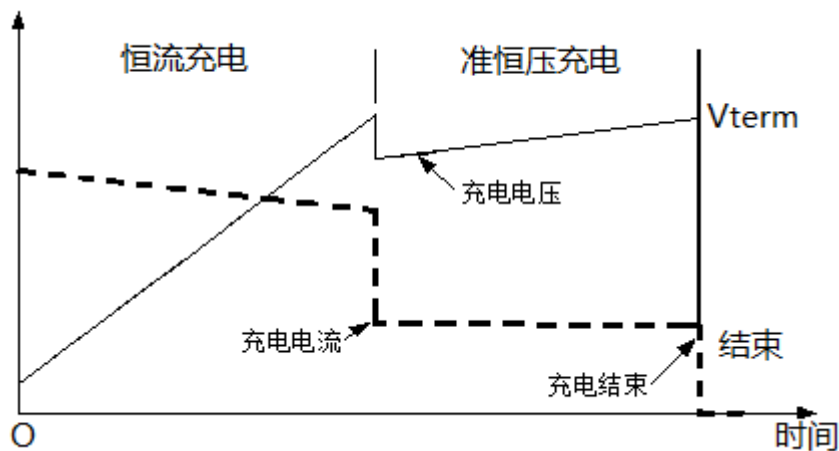 恒流充电
准恒压充电
Vterm
充电电压
充电电流
结束
充电结束
O
时间